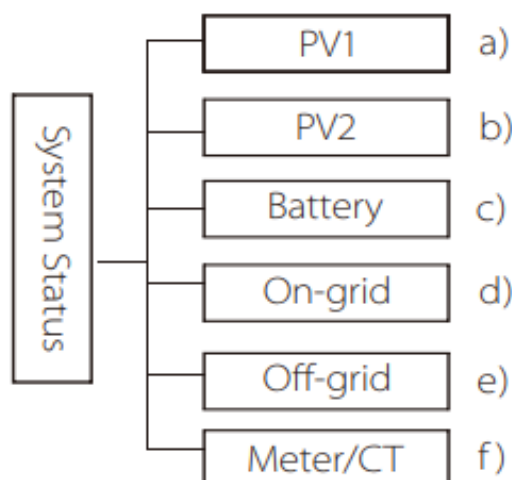 System Status
PV1 a)
PV2 b)
Battery c)
On-grid d)
Off-grid e)
Meter/CT f)